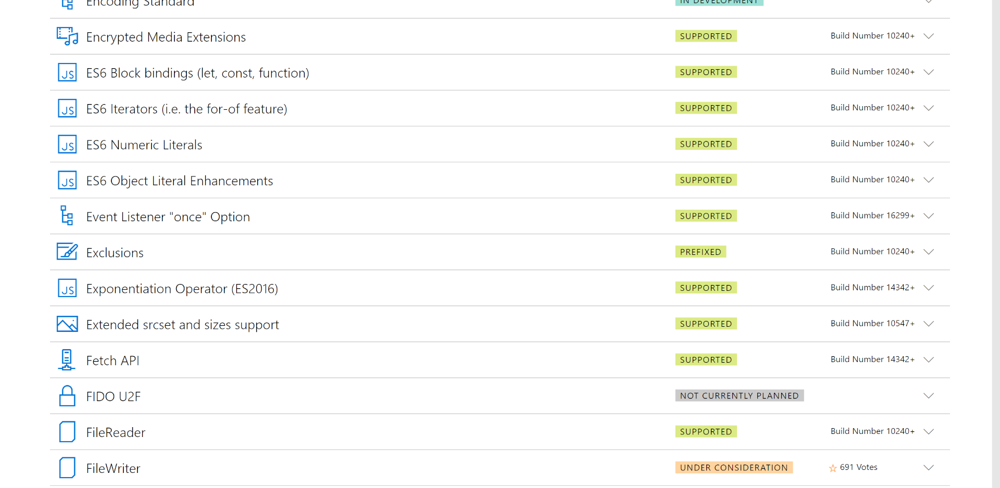 Encoding Standard IN DEVELOPMENT
Encrypted Media Extensions SUPPORTED Build Number 10240+
JS ES6 Block bindings (let, const, function) SUPPORTED Build Number 10240+
JS ES6 Iterators (i.e. the for-of feature) SUPPORTED Build Number 10240+
JS ES6 Numeric Literals SUPPORTED Build Number 10240+
JS ES6 Object Literal Enhancements SUPPORTED Build Number 10240+
Event Listener "once" Option SUPPORTED Build Number 16299+
Exclusions PREFIXED Build Number 10240+
JS Exponentiation Operator (ES2016) SUPPORTED Build Number 14342+
Extended srcset and sizes support SUPPORTED Build Number 10547+
Fetch API SUPPORTED Build Number 14342+
FIDO U2F NOT CURRENTLY PLANNED
FileReader SUPPORTED Build Number 10240+
FileWriter UNDER CONSIDERATION 691 Votes